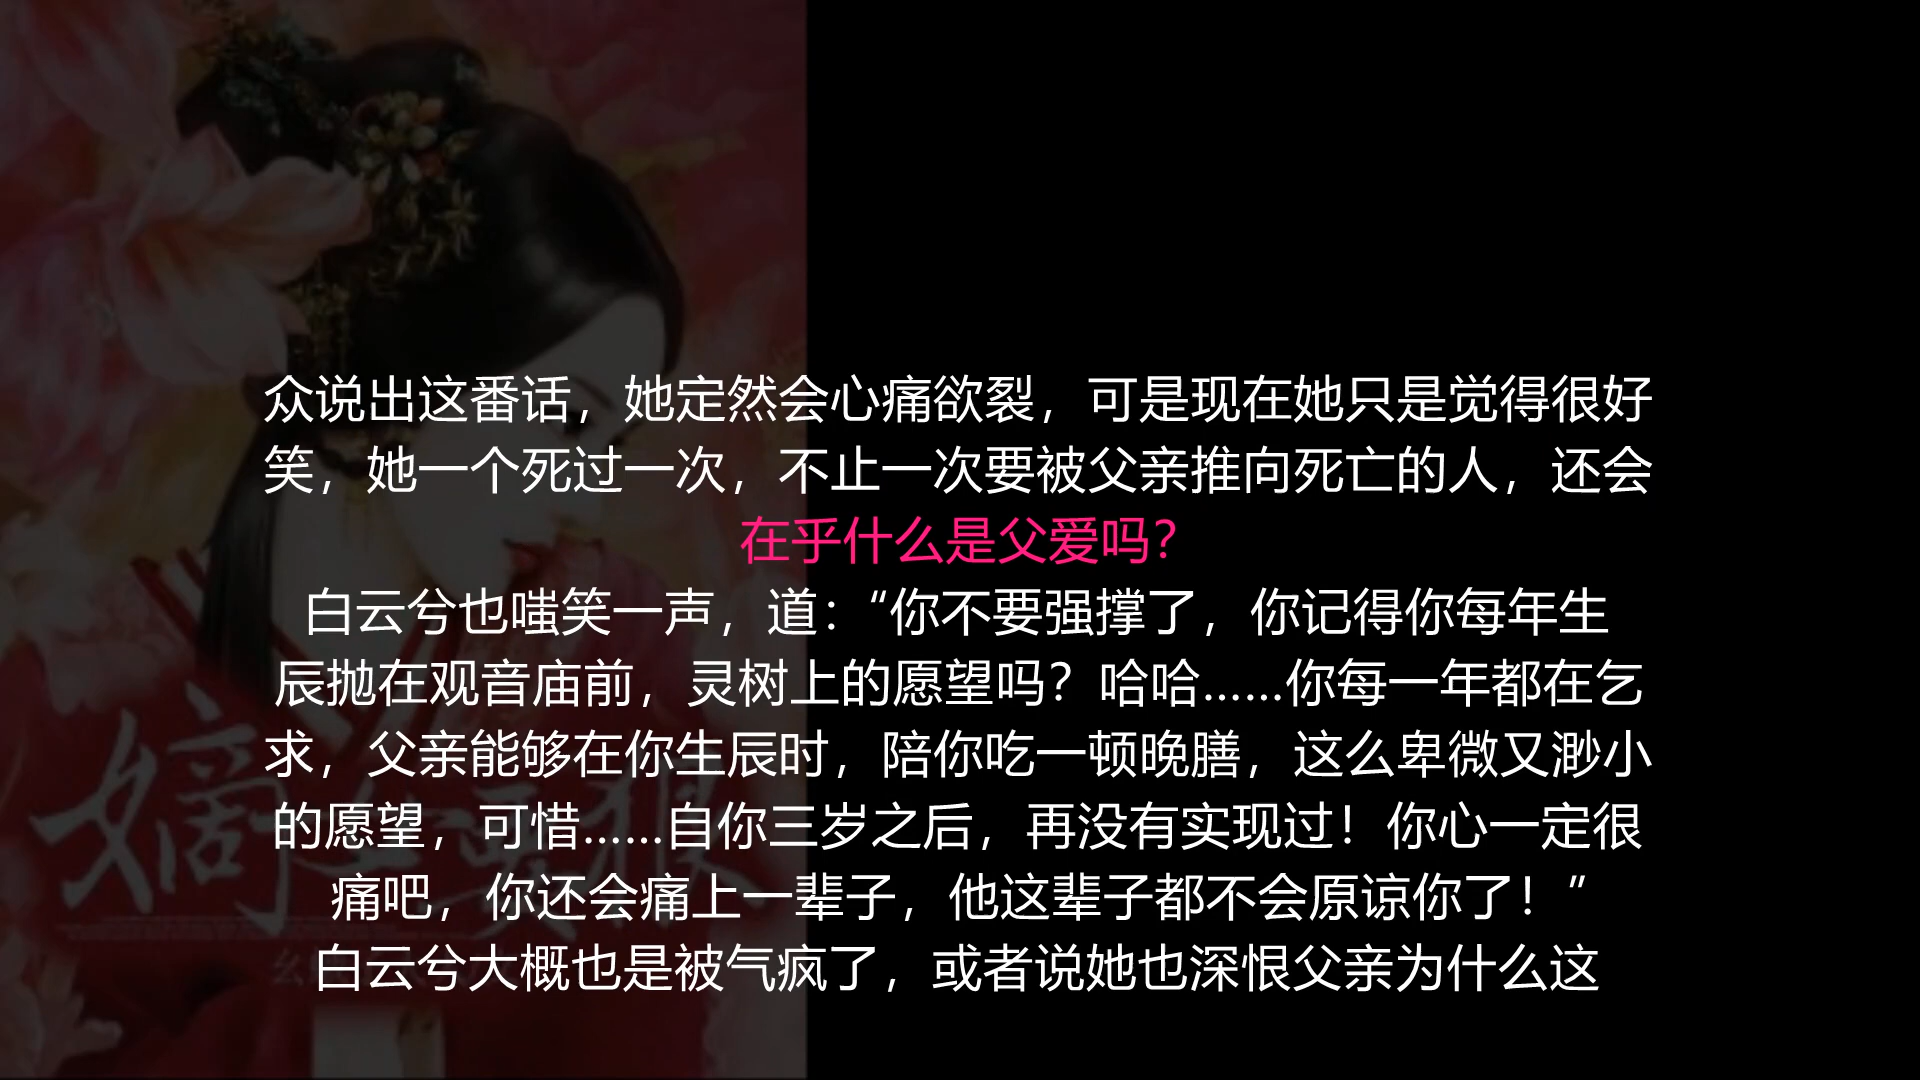 众说出这番话，她定然会心痛欲裂，可是现在她只是觉得很好
笑，她一个死过一次，不止一次要被父亲推向死亡的人，还会
在乎什么是父爱吗？
白云兮也嗤笑一声，道：“你不要强撑了，你记得你每年生
辰抛在观音庙前，灵树上的愿望吗？哈哈……你每一年都在乞
求，父亲能够在你生辰时，陪你吃一顿晚膳，这么卑微又渺小
的愿望，可惜……自你三岁之后，再没有实现过！你心一定很
痛吧，你还会痛上一辈子，他这辈子都不会原谅你了！”
白云兮大概也是被气疯了，或者说她也深恨父亲为什么这